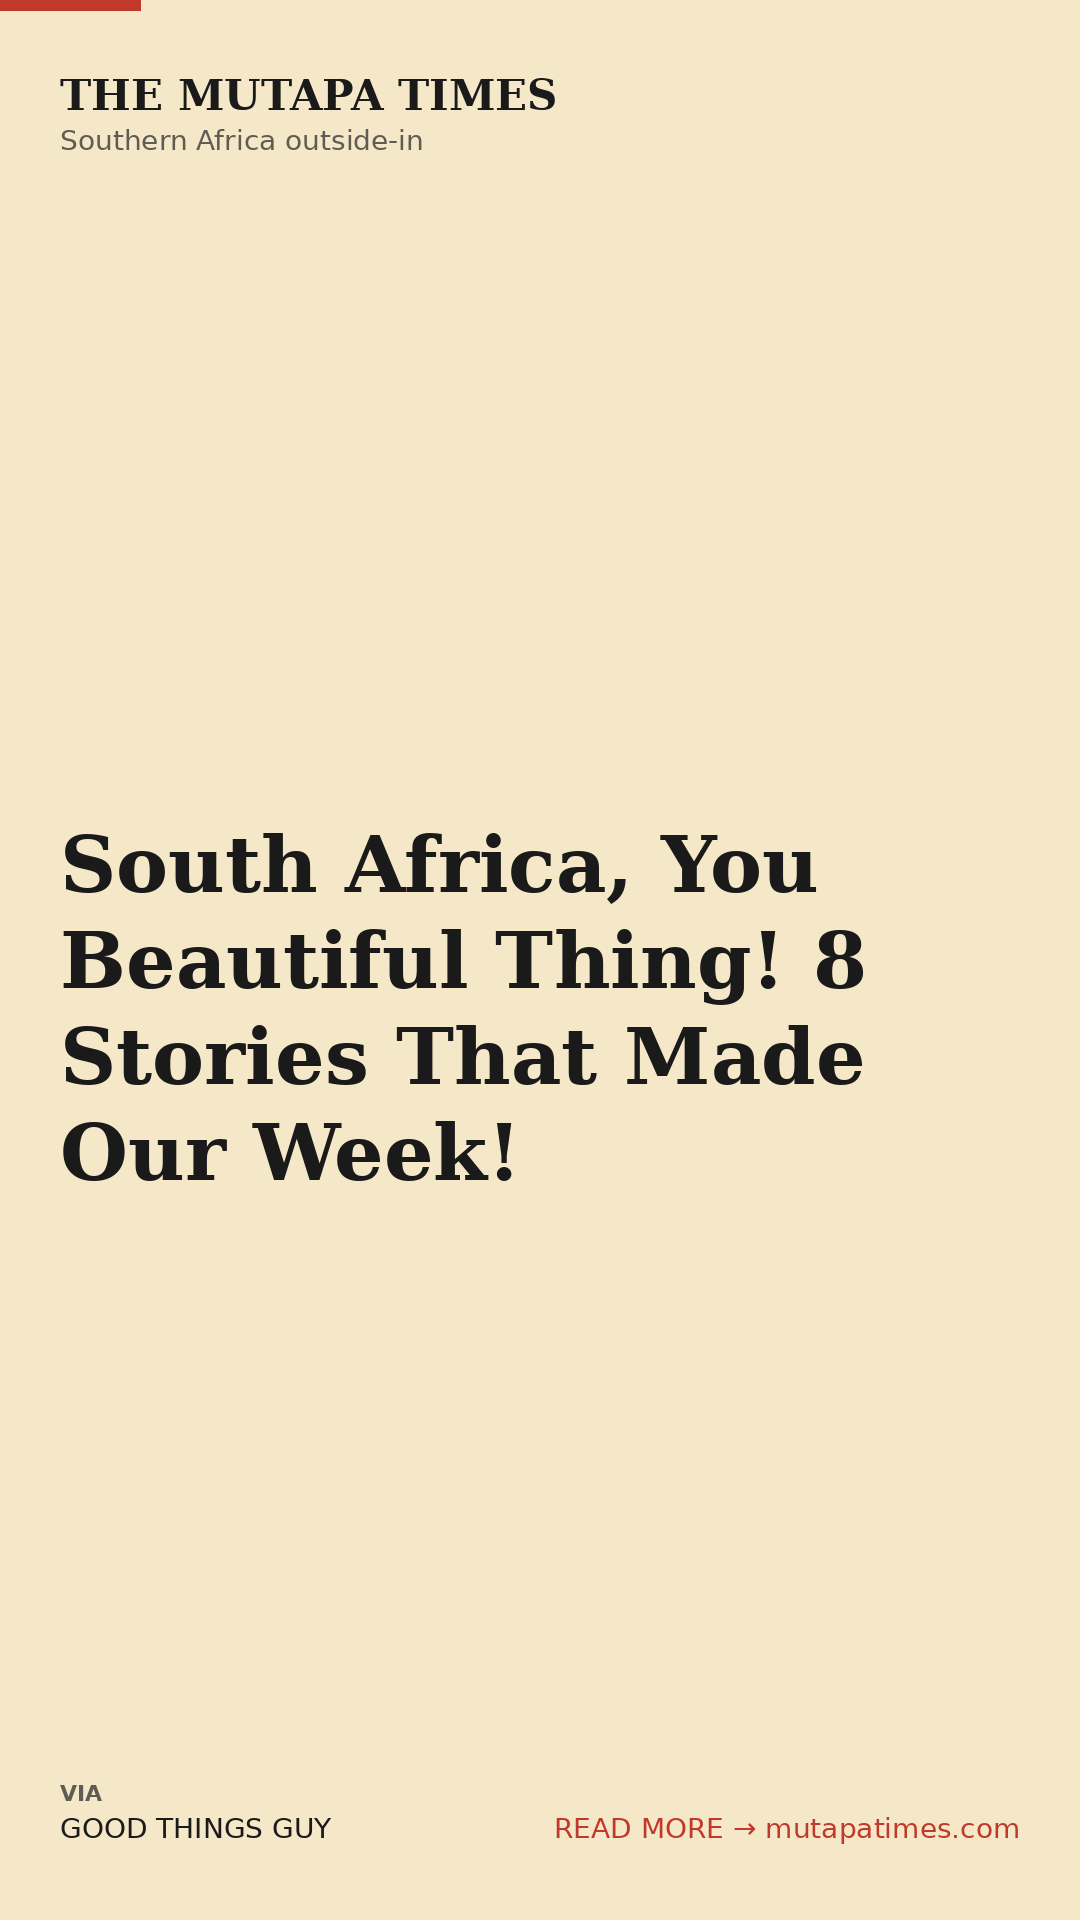 THE MUTAPA TIMES
Southern Africa outside-in
South Africa, You
Beautiful Thing! 8
Stories That Made
Our Week!
VIA
GOOD THINGS GUY
READ MORE → mutapatimes.com